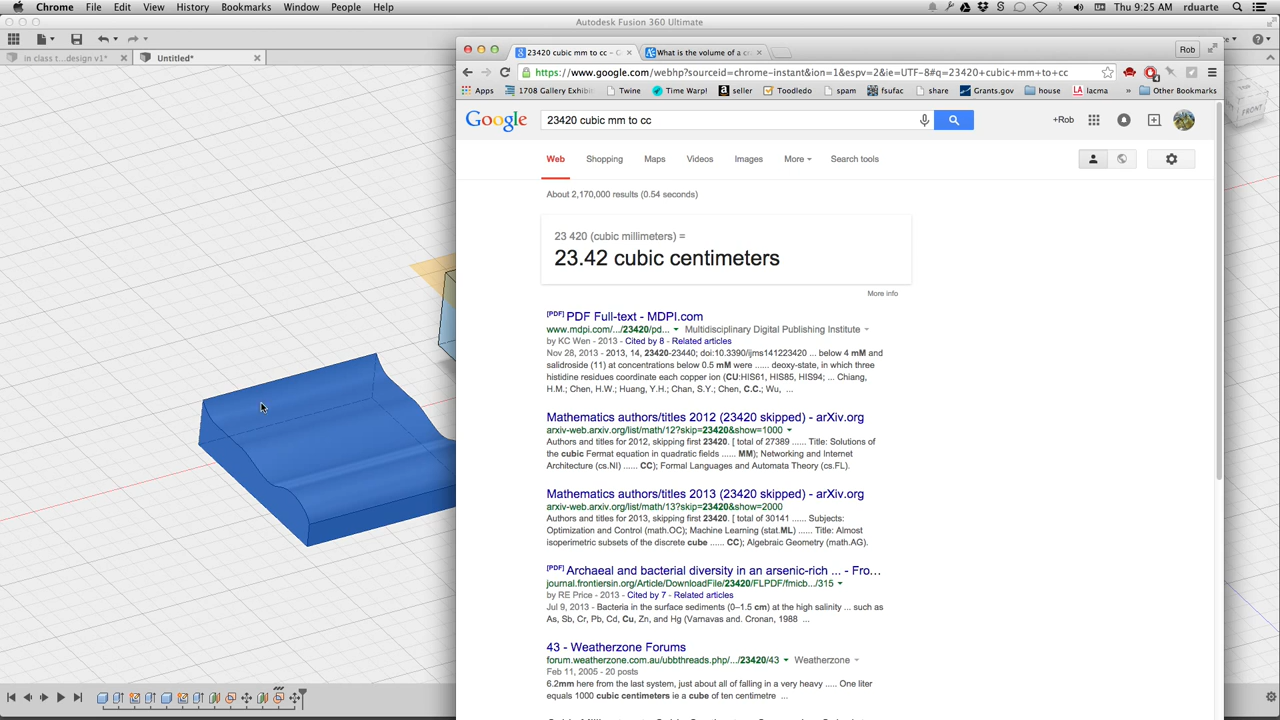 Chrome File Edit View History Bookmarks Window People Help Thu 9:25 AM rduarte
Autodesk Fusion 360 Ultimate
in class t...design v1* Untitled*
23420 cubic mm to cc – G What is the volume of a c Rob
https://www.google.com/webhp?sourceid=chrome-instant&ion=1&espv=2&ie=UTF-8#q=23420+cubic+mm+to+cc
Apps 1708 Gallery Exhibi Twine Time Warp! seller Toodledo spam fsufac share Grants.gov house lacma » Other Bookmarks
FRONT
Google 23420 cubic mm to cc +Rob
Web Shopping Maps Videos Images More Search tools
About 2,170,000 results (0.54 seconds)
23 420 (cubic millimeters) =
23.42 cubic centimeters
More info
[PDF] PDF Full-text - MDPI.com
www.mdpi.com/.../23420/pd... Multidisciplinary Digital Publishing Institute
by KC Wen - 2013 - Cited by 8 - Related articles
Nov 28, 2013 - 2013, 14, 23420-23440; doi:10.3390/ijms141223420 ... below 4 mM and
salidroside (11) at concentrations below 0.5 mM were ...... deoxy-state, in which three
histidine residues coordinate each copper ion (CU:HIS61, HIS85, HIS94; ... Chiang,
H.M.; Chen, H.W.; Huang, Y.H.; Chan, S.Y.; Chen, C.C.; Wu, ...
Mathematics authors/titles 2012 (23420 skipped) - arXiv.org
arxiv-web.arxiv.org/list/math/12?skip=23420&show=1000
Authors and titles for 2012, skipping first 23420. [ total of 27389 ...... Title: Solutions of
the cubic Fermat equation in quadratic fields ...... MM); Networking and Internet
Architecture (cs.NI) ...... CC); Formal Languages and Automata Theory (cs.FL).
Mathematics authors/titles 2013 (23420 skipped) - arXiv.org
arxiv-web.arxiv.org/list/math/13?skip=23420&show=2000
Authors and titles for 2013, skipping first 23420. [ total of 30141 ...... Subjects:
Optimization and Control (math.OC); Machine Learning (stat.ML) ...... Title: Almost
isoperimetric subsets of the discrete cube ...... CC); Algebraic Geometry (math.AG).
[PDF] Archaeal and bacterial diversity in an arsenic-rich ... - Fro...
journal.frontiersin.org/Article/DownloadFile/23420/FLPDF/fmicb.../315
by RE Price - 2013 - Cited by 7 - Related articles
Jul 9, 2013 - Bacteria in the surface sediments (0–1.5 cm) at the high salinity ... such as
As, Sb, Cr, Pb, Cd, Cu, Zn, and Hg (Varnavas and. Cronan, 1988 ...
43 - Weatherzone Forums
forum.weatherzone.com.au/ubbthreads.php/.../23420/43 Weatherzone
Feb 11, 2005 - 20 posts
6.2mm here from the last system, just about all of falling in a very heavy ..... One liter
equals 1000 cubic centimeters ie a cube of ten centimetre ...